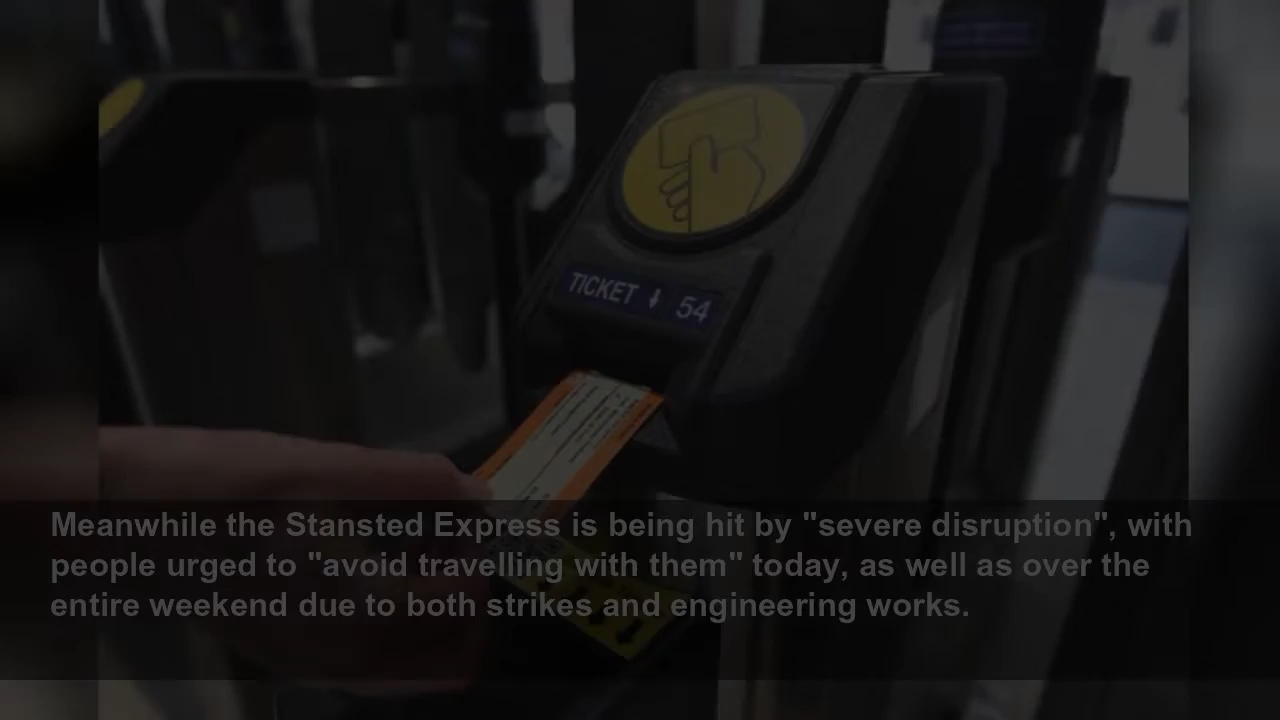 TICKET ↓ 54
Meanwhile the Stansted Express is being hit by "severe disruption", with
people urged to "avoid travelling with them" today, as well as over the
entire weekend due to both strikes and engineering works.